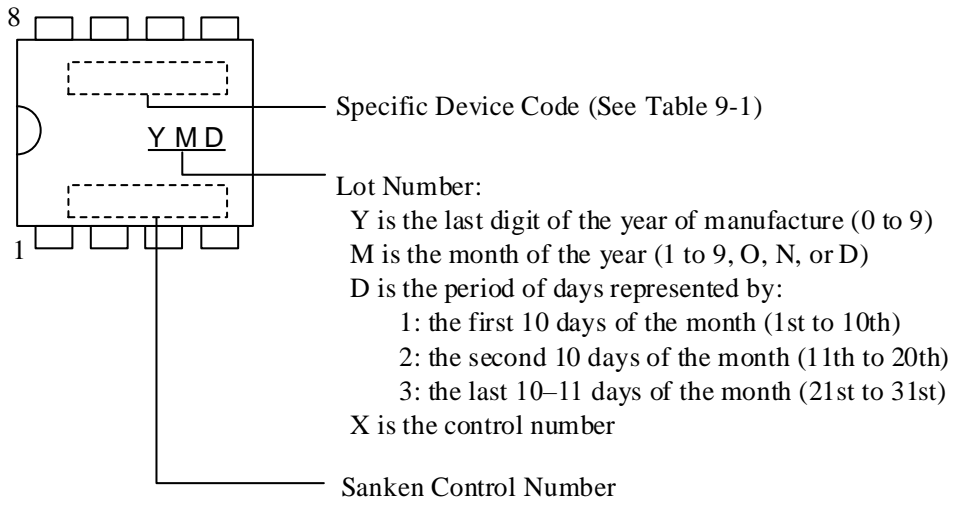 8
Specific Device Code (See Table 9-1)
Y M D
Lot Number:
Y is the last digit of the year of manufacture (0 to 9)
M is the month of the year (1 to 9, O, N, or D)
1
D is the period of days represented by:
1: the first 10 days of the month (1st to 10th)
2: the second 10 days of the month (11th to 20th)
3: the last 10–11 days of the month (21st to 31st)
X is the control number
Sanken Control Number